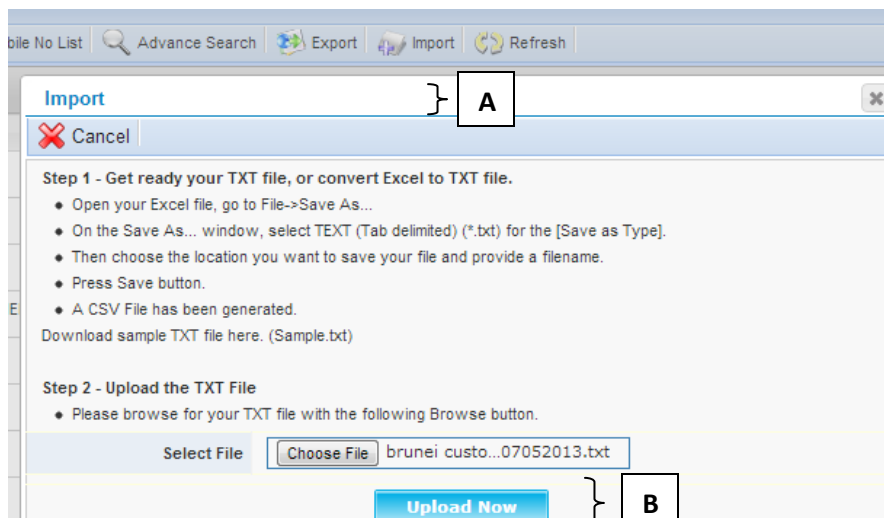 bile No List Advance Search Export Import Refresh
Import A
Cancel
Step 1 - Get ready your TXT file, or convert Excel to TXT file.
Open your Excel file, go to File->Save As...
On the Save As... window, select TEXT (Tab delimited) (*.txt) for the [Save as Type].
Then choose the location you want to save your file and provide a filename.
Press Save button.
E
A CSV File has been generated.
Download sample TXT file here. (Sample.txt)
Step 2 - Upload the TXT File
Please browse for your TXT file with the following Browse button.
Select File Choose File brunei custo...07052013.txt
Upload Now B